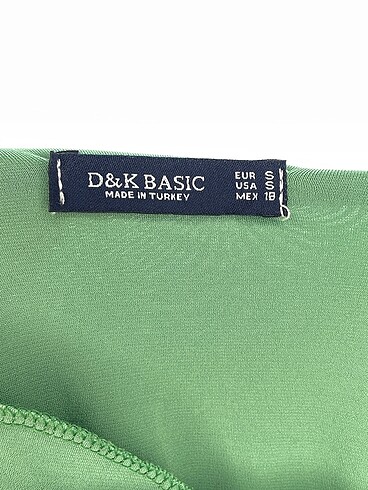 D&K BASIC
MADE IN TURKEY
EUR S
USA S
MEX 18